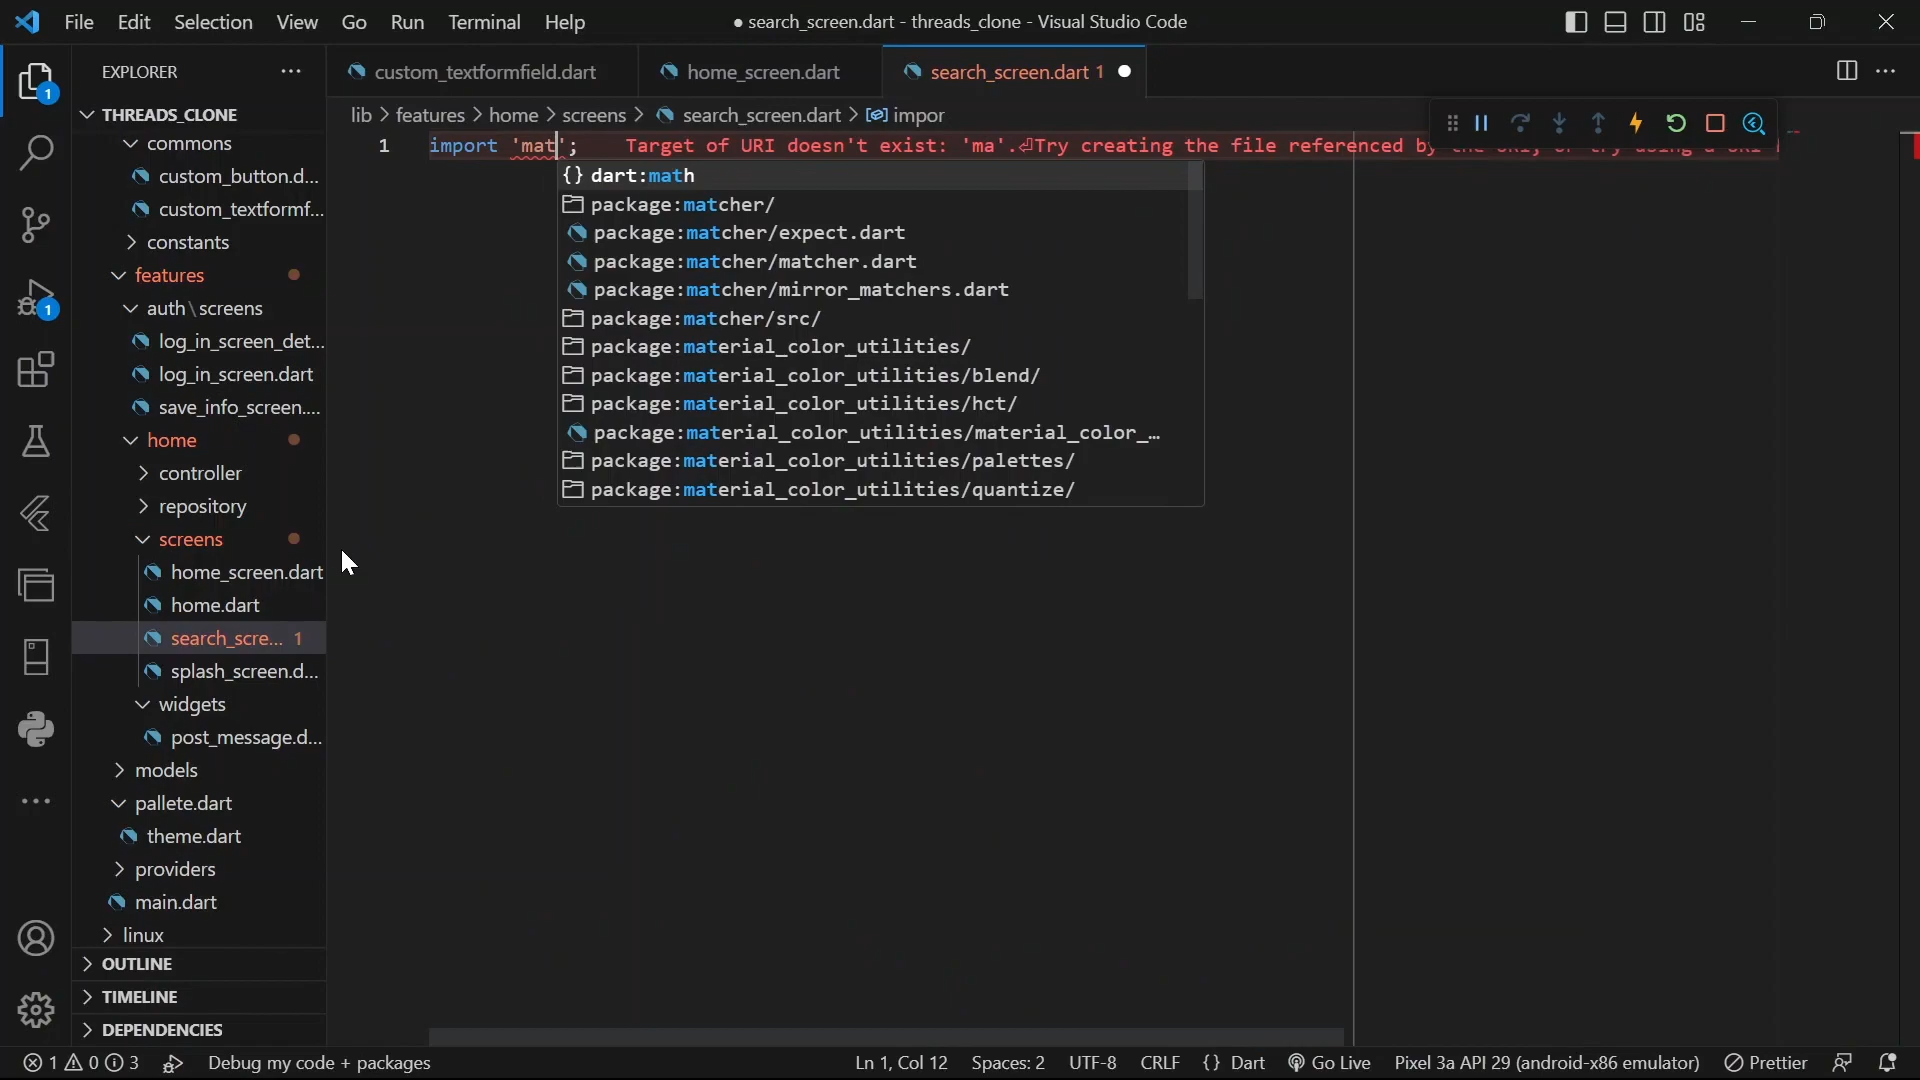 File Edit Selection View Go Run Terminal Help
● search_screen.dart - threads_clone - Visual Studio Code
EXPLORER
custom_textformfield.dart
home_screen.dart
search_screen.dart 1
1
THREADS_CLONE
lib > features > home > screens > search_screen.dart > impor
commons
custom_button.d...
custom_textformf...
constants
features
auth\screens
log_in_screen_det...
1
log_in_screen.dart
save_info_screen....
home
controller
repository
screens
home_screen.dart
home.dart
search_scre... 1
splash_screen.d...
widgets
post_message.d...
models
pallete.dart
theme.dart
providers
main.dart
linux
OUTLINE
TIMELINE
DEPENDENCIES
1 import 'mat'; Target of URI doesn't exist: 'ma'.⏎Try creating the file referenced by
{} dart:math
package:matcher/
package:matcher/expect.dart
package:matcher/matcher.dart
package:matcher/mirror_matchers.dart
package:matcher/src/
package:material_color_utilities/
package:material_color_utilities/blend/
package:material_color_utilities/hct/
package:material_color_utilities/material_color_…
package:material_color_utilities/palettes/
package:material_color_utilities/quantize/
1 0 3 Debug my code + packages Ln 1, Col 12 Spaces: 2 UTF-8 CRLF {} Dart Go Live Pixel 3a API 29 (android-x86 emulator) Prettier